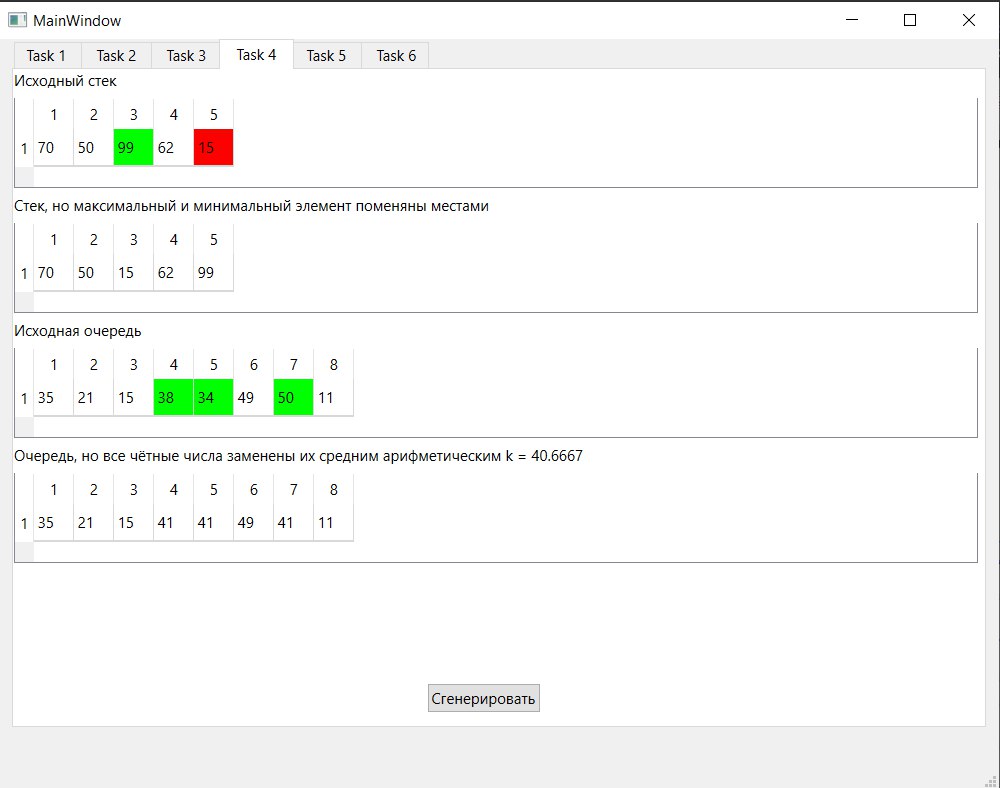 MainWindow
Task 1 Task 2 Task 3 Task 4 Task 5 Task 6
Исходный стек
1 2 3 4 5
1 70 50 99 62 15
Стек, но максимальный и минимальный элемент поменяны местами
1 2 3 4 5
1 70 50 15 62 99
Исходная очередь
1 2 3 4 5 6 7 8
1 35 21 15 38 34 49 50 11
Очередь, но все чётные числа заменены их средним арифметическим k = 40.6667
1 2 3 4 5 6 7 8
1 35 21 15 41 41 49 41 11
Сгенерировать